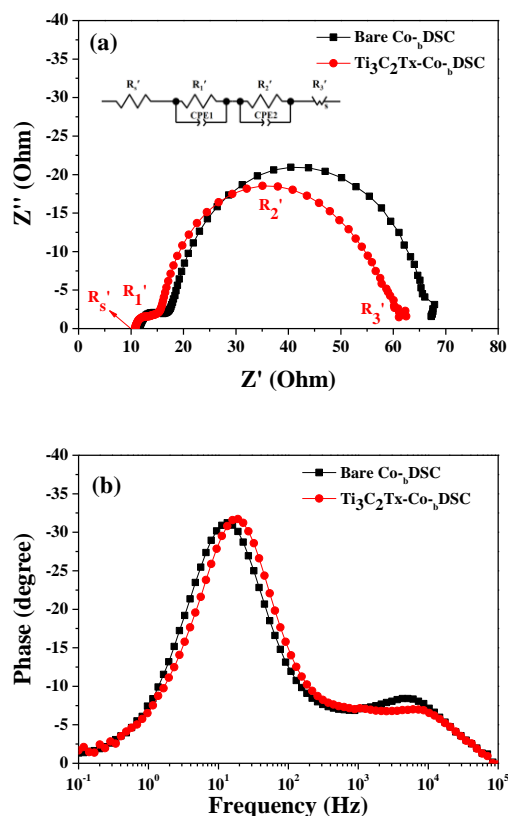 (a)
Bare Co-bDSC
Ti3C2Tx-Co-bDSC
Rs' R1' R2' R3'
CPE1 CPE2 s
-40
-35
-30
-25
-20
-15
-10
-5
0
Z'' (Ohm)
R2'
Rs' R1' R3'
0 10 20 30 40 50 60 70 80
Z' (Ohm)
(b)
Bare Co-bDSC
Ti3C2Tx-Co-bDSC
-40
-35
-30
-25
-20
-15
-10
-5
0
Phase (degree)
10-1 100 101 102 103 104 105
Frequency (Hz)